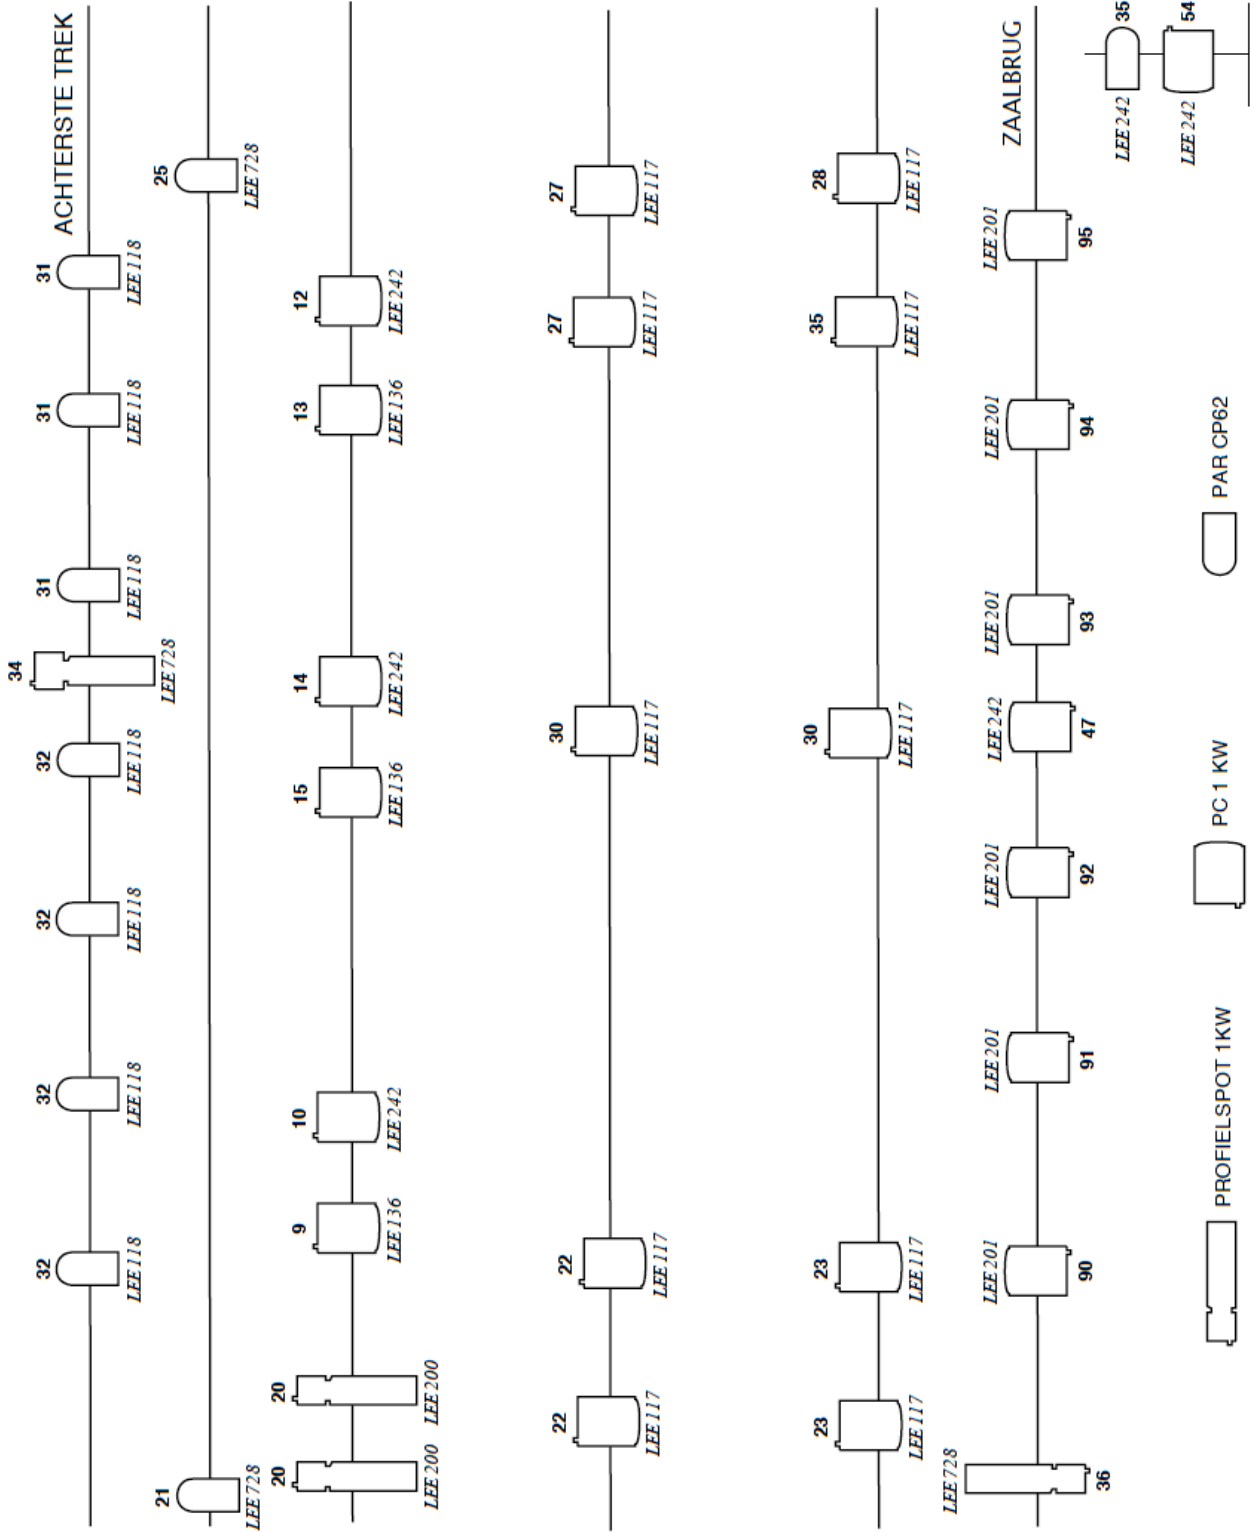 34
32 32 32 32 31 31 31 ACHTERSTE TREK
LEE 118 LEE 118 LEE 118 LEE 118 LEE 118 LEE 118 LEE 118
LEE 728
21 25
LEE 728 LEE 728
20 20 9 10 15 14 13 12
LEE 136 LEE 242 LEE 136 LEE 242 LEE 136 LEE 242
LEE 200 LEE 200
22 22 30 27 27
LEE 117 LEE 117 LEE 117 LEE 117 LEE 117
23 23 30 35 28
LEE 117 LEE 117 LEE 117 LEE 117 LEE 117
LEE 728 LEE 201 LEE 201 LEE 201 LEE 242 LEE 201 LEE 201 LEE 201 ZAALBRUG
36 90 91 92 47 93 94 95
LEE 242 35
LEE 242 54
PROFIELSPOT 1KW PC 1 KW PAR CP62